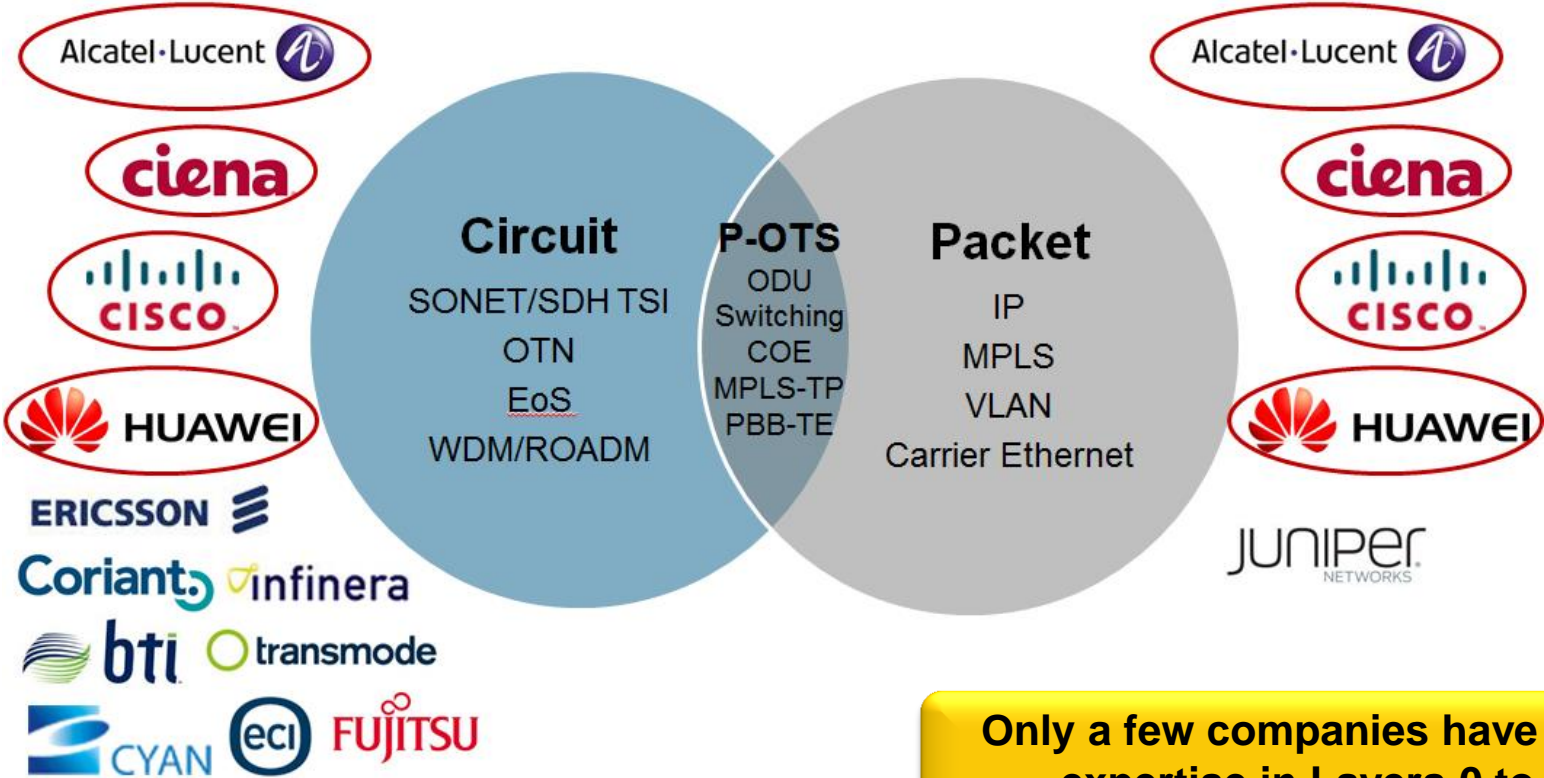 Alcatel·Lucent
ciena
CISCO
HUAWEI
ERICSSON
Coriant infinera
bti transmode
CYAN eci FUJITSU
Circuit
SONET/SDH TSI
OTN
EoS
WDM/ROADM
P-OTS
ODU
Switching
COE
MPLS-TP
PBB-TE
Packet
IP
MPLS
VLAN
Carrier Ethernet
Alcatel·Lucent
ciena
CISCO
HUAWEI
JUNIPER
NETWORKS
Only a few companies have